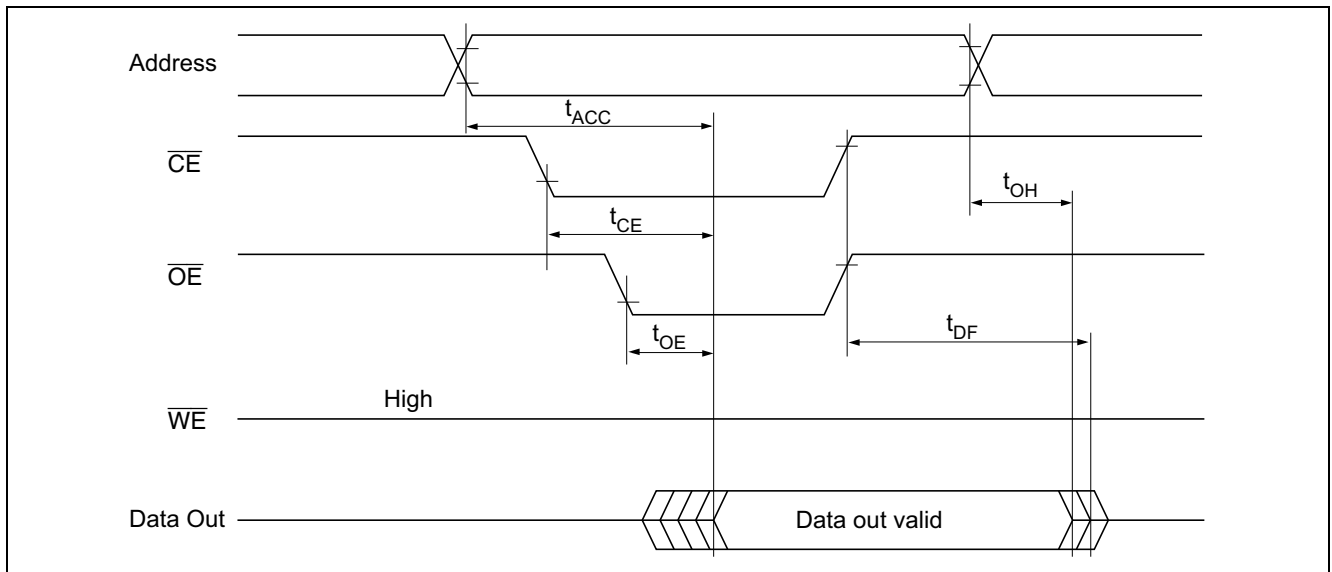 Address
tACC
CE
tOH
tCE
OE
tDF
tOE
High
WE
Data Out
Data out valid